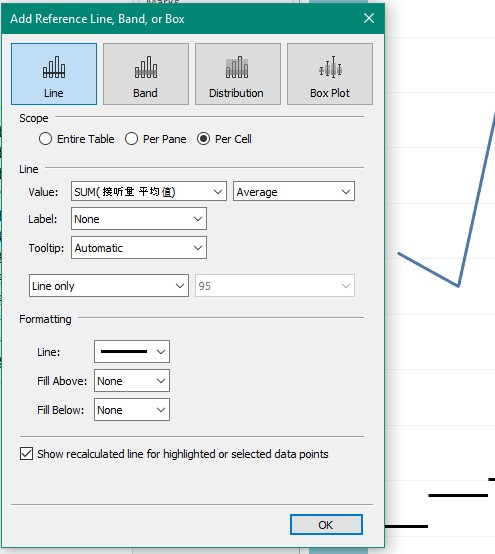 Marks
Add Reference Line, Band, or Box
Line Band Distribution Box Plot
Scope
Entire Table Per Pane Per Cell
Line
Value: SUM( 接听量 平均值) Average
Label: None
Tooltip: Automatic
Line only 95
Formatting
Line:
Fill Above: None
Fill Below: None
Show recalculated line for highlighted or selected data points
OK